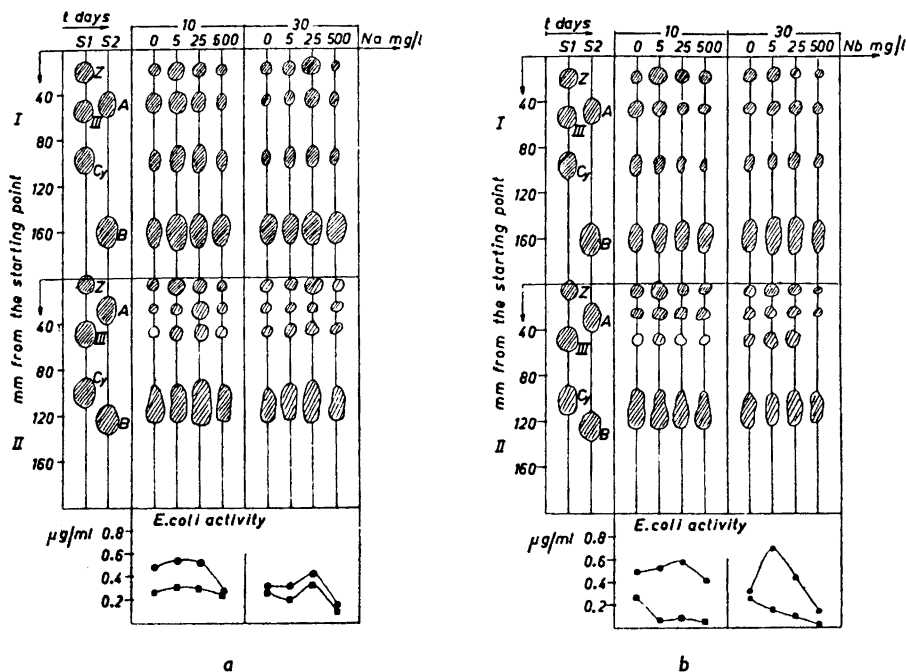 t days
10
30
S1 S2
0 5 25 500
0 5 25 500
Na mg/l
Z
A
III
Cy
B
Z
A
III
Cy
B
mm from the starting point
I
40
80
120
160
II
40
80
120
160
E.coli activity
μg/ml
0.8
0.6
0.4
0.2
a
t days
10
30
S1 S2
0 5 25 500
0 5 25 500
Nb mg/l
Z
A
III
Cy
B
Z
A
III
Cy
B
mm from the starting point
I
40
80
120
160
II
40
80
120
160
E.coli activity
μg/ml
0.8
0.6
0.4
0.2
b